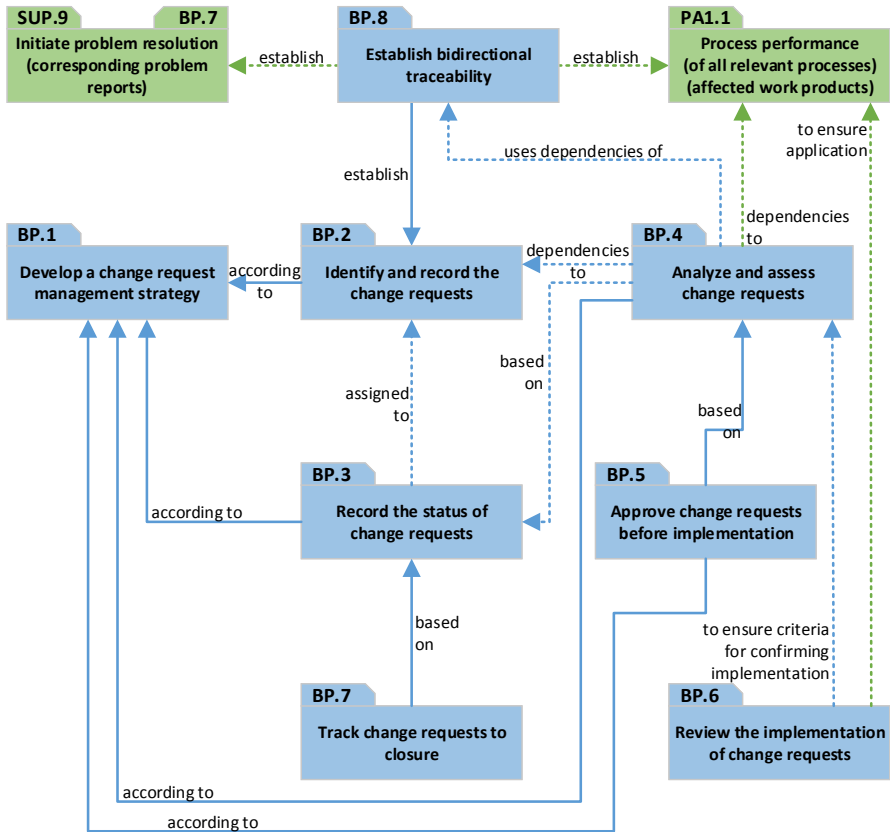 SUP.9
BP.7
Initiate problem resolution
(corresponding problem
reports)
establish
BP.8
Establish bidirectional
traceability
establish
PA1.1
Process performance
(of all relevant processes)
(affected work products)
to ensure
application
uses dependencies of
establish
BP.1
Develop a change request
management strategy
according
to
BP.2
Identify and record the
change requests
dependencies
to
BP.4
Analyze and assess
change requests
dependencies
to
based
on
assigned
to
based
on
BP.3
Record the status of
change requests
according to
BP.5
Approve change requests
before implementation
based
on
to ensure criteria
for confirming
implementation
BP.7
Track change requests to
closure
BP.6
Review the implementation
of change requests
according to
according to